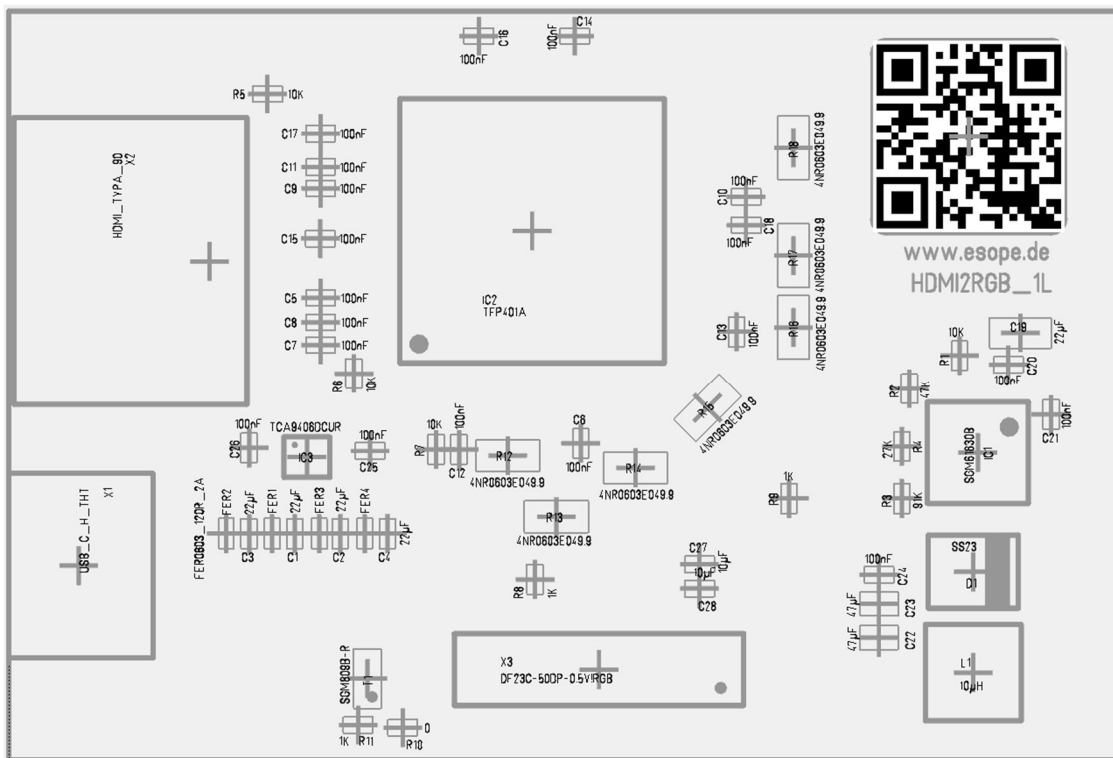 C16
100nF
C14
100nF
R5
10K
C17
100nF
C11
100nF
C9
100nF
C15
100nF
C5
100nF
C8
100nF
C7
100nF
R6
10K
HDMI_TYPA_90
X2
IC2
TFP401A
R18
4NR0603E049.9
100nF
C10
C18
100nF
R17
4NR0603E049.9
C13
100nF
R16
4NR0603E049.9
R15
4NR0603E049.9
www.esope.de
HDMI2RGB_1L
C19
22µF
10K
R1
C20
100nF
R2
47K
C21
100nF
27K
R4
SGM61630B
IC1
R3
91K
1K
R9
100nF
C26
TCA9406DCUR
IC3
100nF
C25
10K
R7
100nF
C12
R12
4NR0603E049.9
C6
100nF
R14
4NR0603E049.9
R13
4NR0603E049.9
USB_C_H_THT
X1
FER0603_120R_2A
FER2
22µF
C3
FER1
22µF
C1
FER3
22µF
C2
FER4
22µF
C4
R8
1K
C27
10µF
10µF
C28
SS23
D1
100nF
C24
47µF
C23
47µF
C22
L1
10µH
X3
DF23C-50DP-0.5V!RGB
SGM809B-R
T1
1K
R11
0
R10